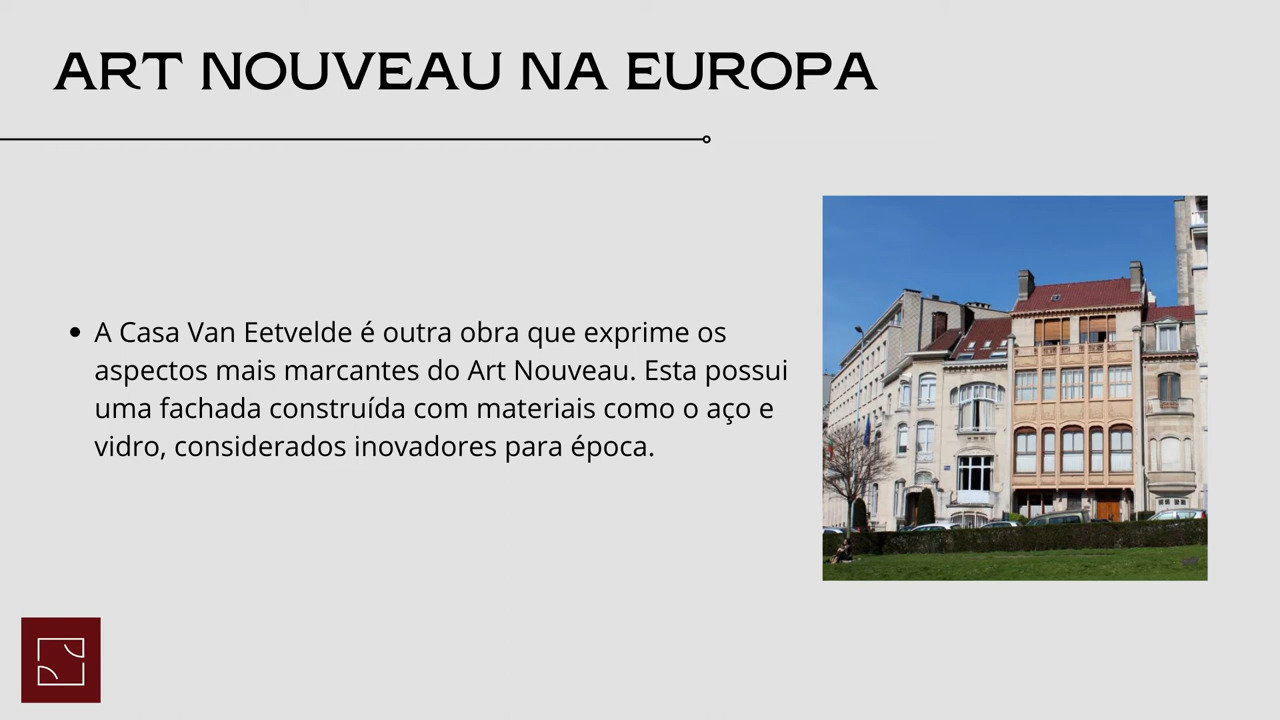 ART NOUVEAU NA EUROPA
• A Casa Van Eetvelde é outra obra que exprime os
aspectos mais marcantes do Art Nouveau. Esta possui
uma fachada construída com materiais como o aço e
vidro, considerados inovadores para época.